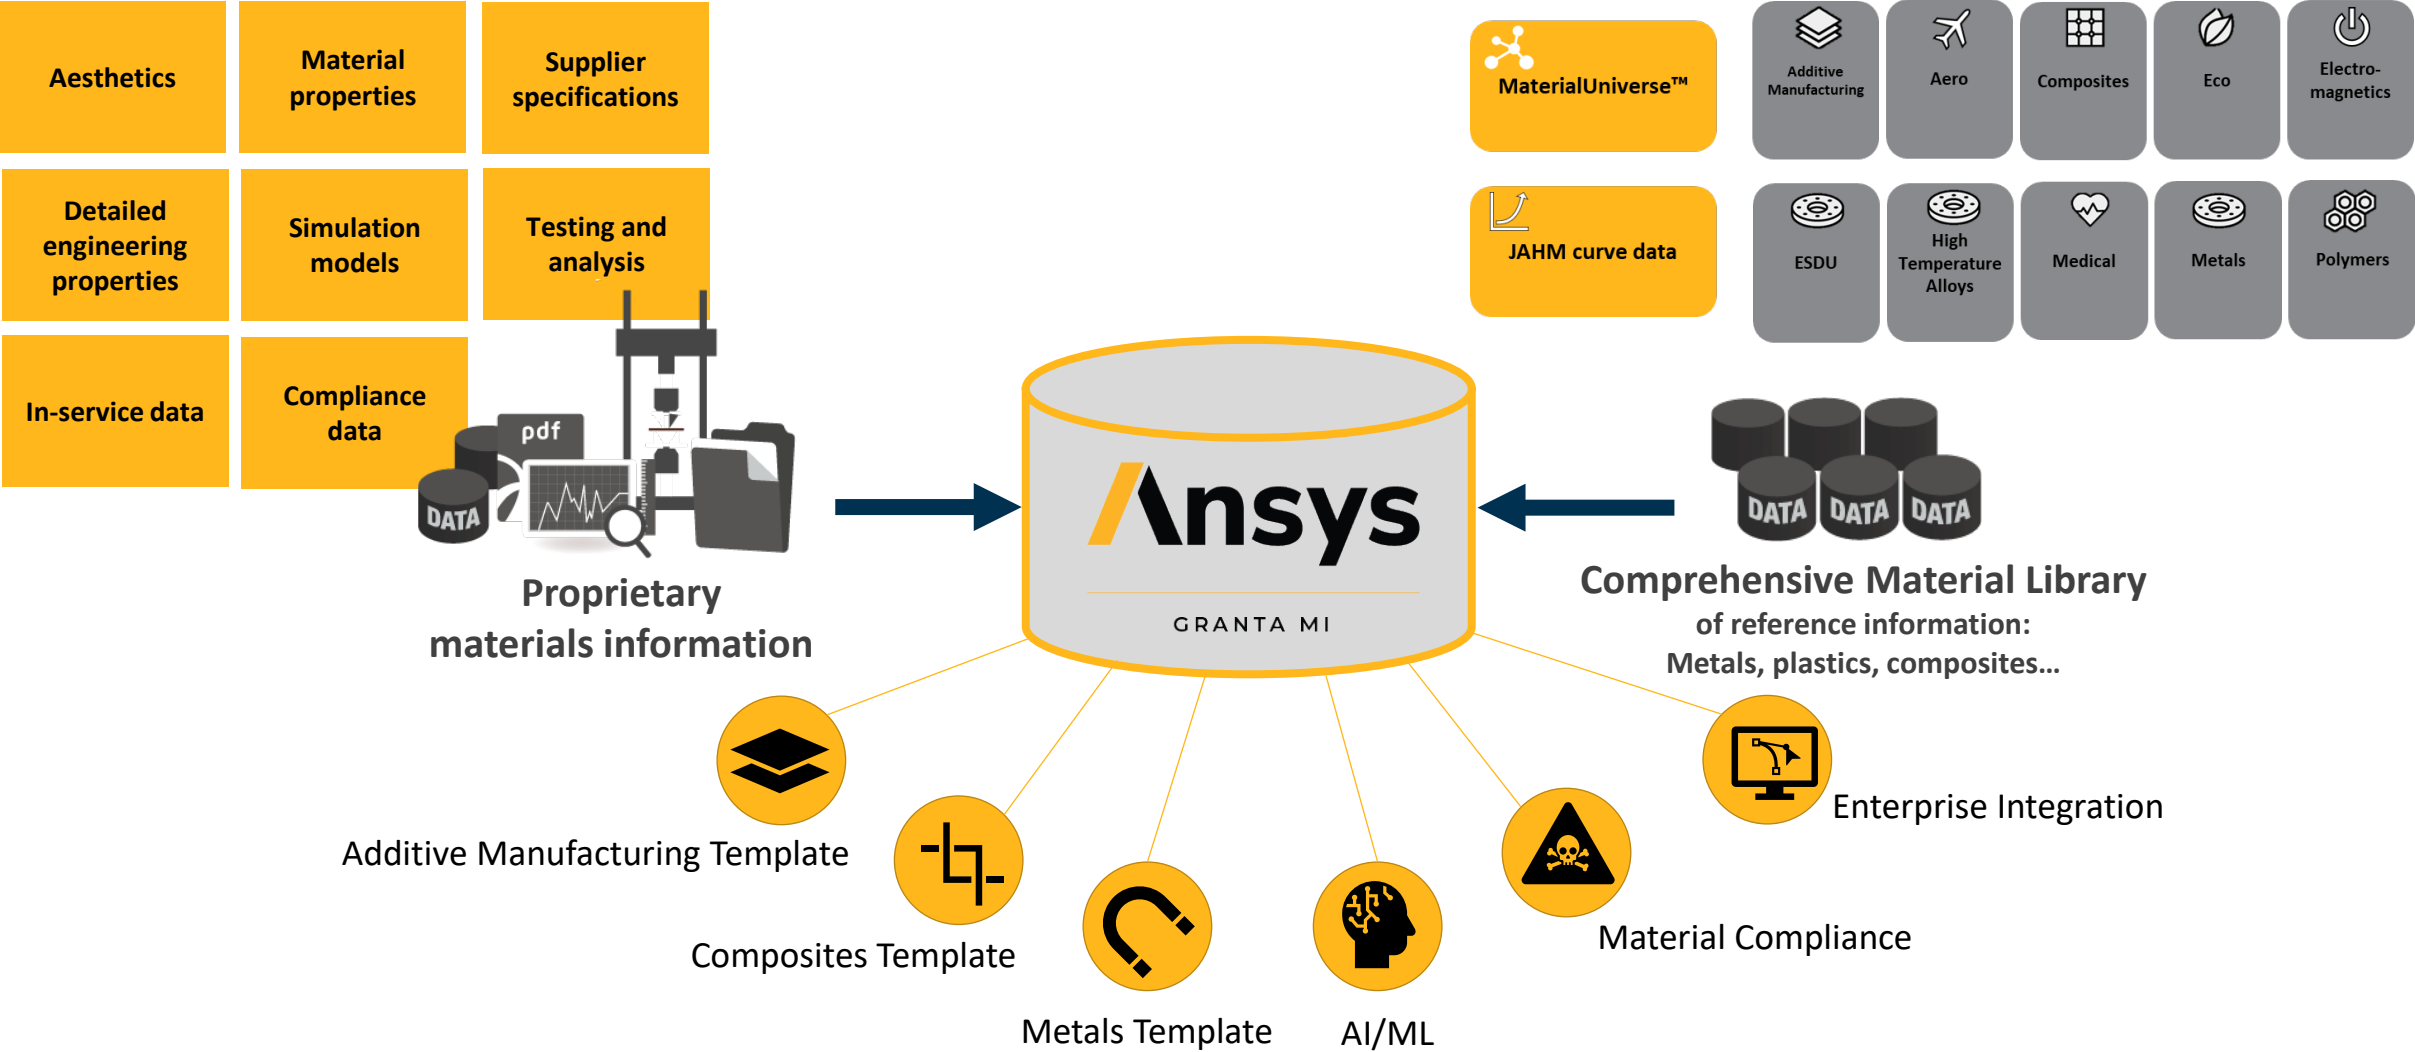 Aesthetics
Material
properties
Supplier
specifications
Detailed
engineering
properties
Simulation
models
Testing and
analysis
In-service data
Compliance
data
pdf
DATA
Proprietary
materials information
MaterialUniverse™
JAHM curve data
Additive
Manufacturing
Aero
Composites
Eco
Electro-
magnetics
ESDU
High
Temperature
Alloys
Medical
Metals
Polymers
DATA DATA DATA
Comprehensive Material Library
of reference information:
Metals, plastics, composites...
Ansys
GRANTA MI
Additive Manufacturing Template
Composites Template
Metals Template
AI/ML
Material Compliance
Enterprise Integration